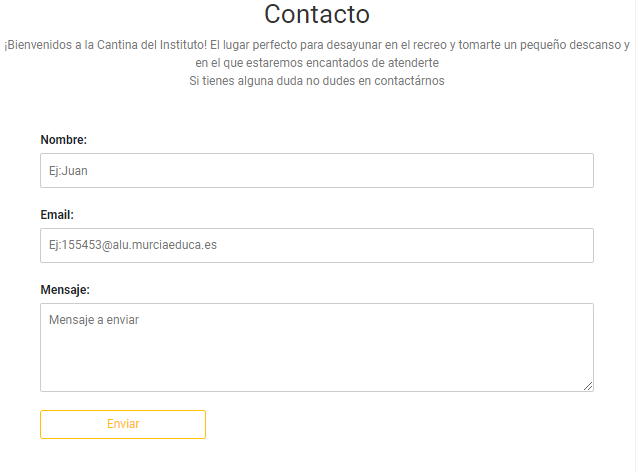 Contacto
¡Bienvenidos a la Cantina del Instituto! El lugar perfecto para desayunar en el recreo y tomarte un pequeño descanso y
en el que estaremos encantados de atenderte
Si tienes alguna duda no dudes en contactárnos
Nombre:
Ej:Juan
Email:
Ej:155453@alu.murciaeduca.es
Mensaje:
Mensaje a enviar
Enviar